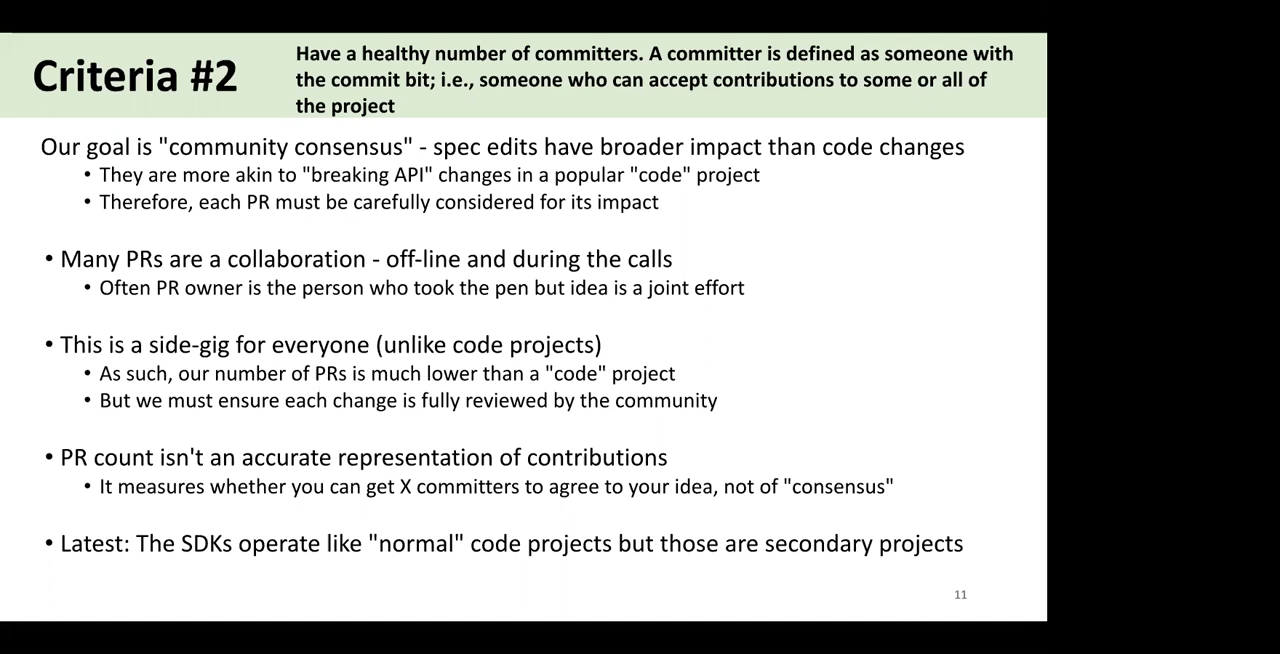 Criteria #2
Have a healthy number of committers. A committer is defined as someone with
the commit bit; i.e., someone who can accept contributions to some or all of
the project
Our goal is "community consensus" - spec edits have broader impact than code changes
• They are more akin to "breaking API" changes in a popular "code" project
• Therefore, each PR must be carefully considered for its impact
• Many PRs are a collaboration - off-line and during the calls
• Often PR owner is the person who took the pen but idea is a joint effort
• This is a side-gig for everyone (unlike code projects)
• As such, our number of PRs is much lower than a "code" project
• But we must ensure each change is fully reviewed by the community
• PR count isn't an accurate representation of contributions
• It measures whether you can get X committers to agree to your idea, not of "consensus"
• Latest: The SDKs operate like "normal" code projects but those are secondary projects
11